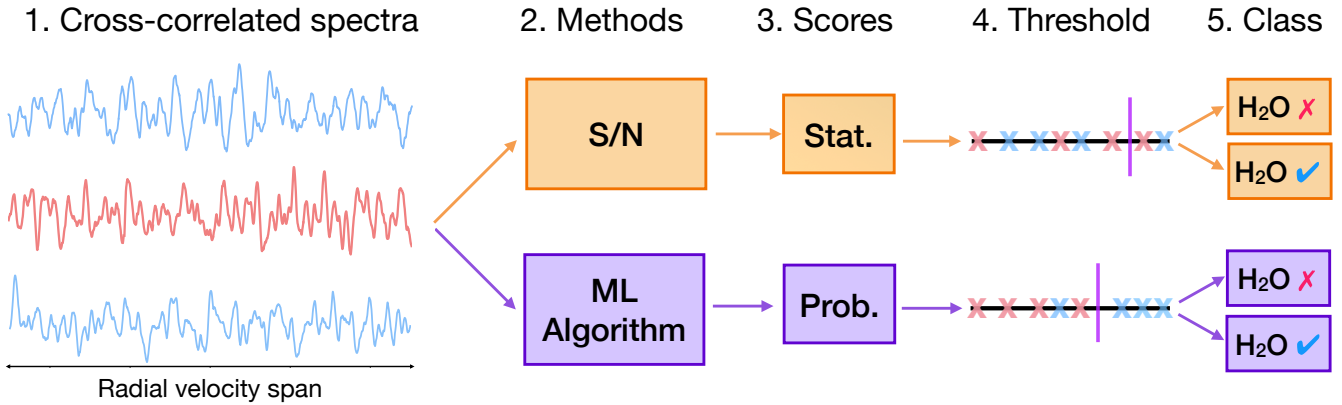 1. Cross-correlated spectra
2. Methods
3. Scores
4. Threshold
5. Class
S/N
Stat.
X X X X X X X X
H₂O ✗
H₂O ✔
ML
Algorithm
Prob.
X X X X X X X X
H₂O ✗
H₂O ✔
Radial velocity span